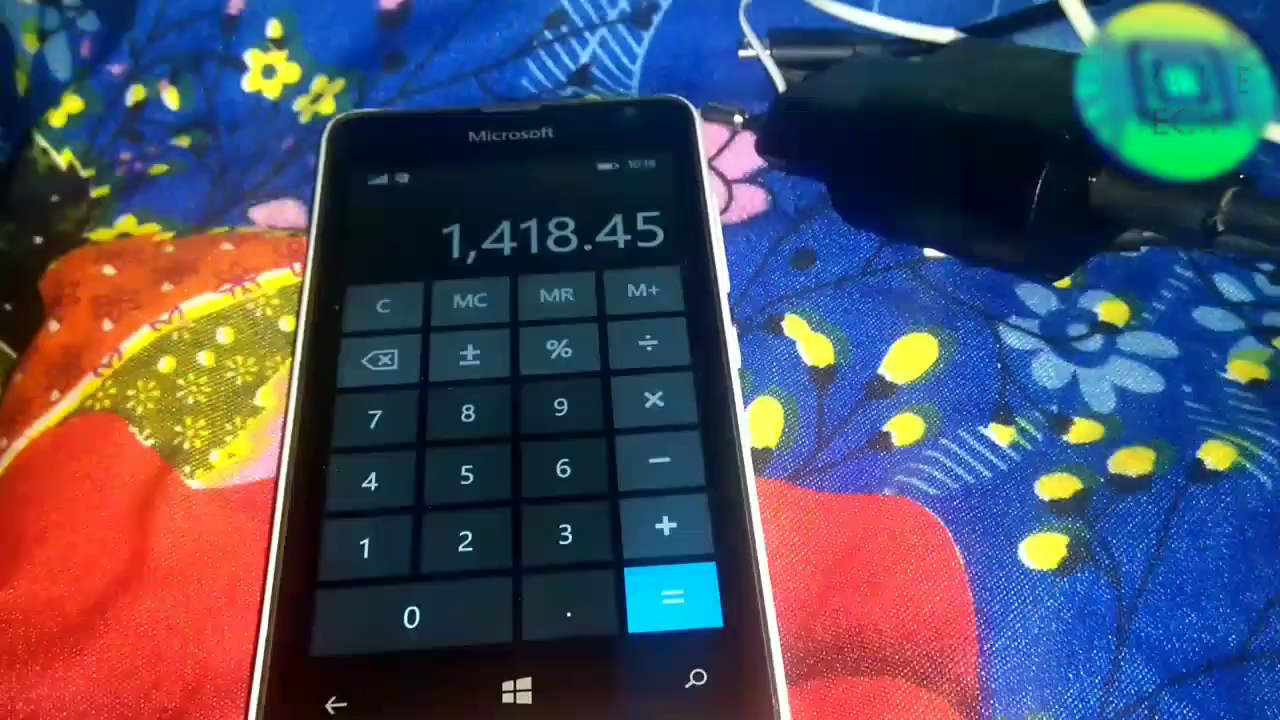 Microsoft
1,418.45
C MC MR M+
± % ÷
7 8 9 ×
4 5 6 −
1 2 3 +
0 . =